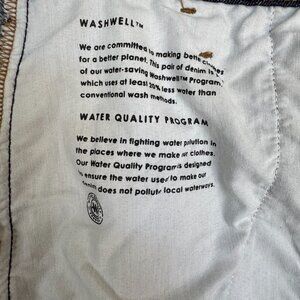 WASHWELL™
We are committed to making better choices
for a better planet. This pair of denim is
of our water-saving Washwell™ Program,
which uses at least 20% less water than
conventional wash methods.
WATER QUALITY PROGRAM
We believe in fighting water pollution in
the places where we make our clothes.
Our Water Quality Program is designed
to ensure the water used to make our
denim does not pollute local waterways.